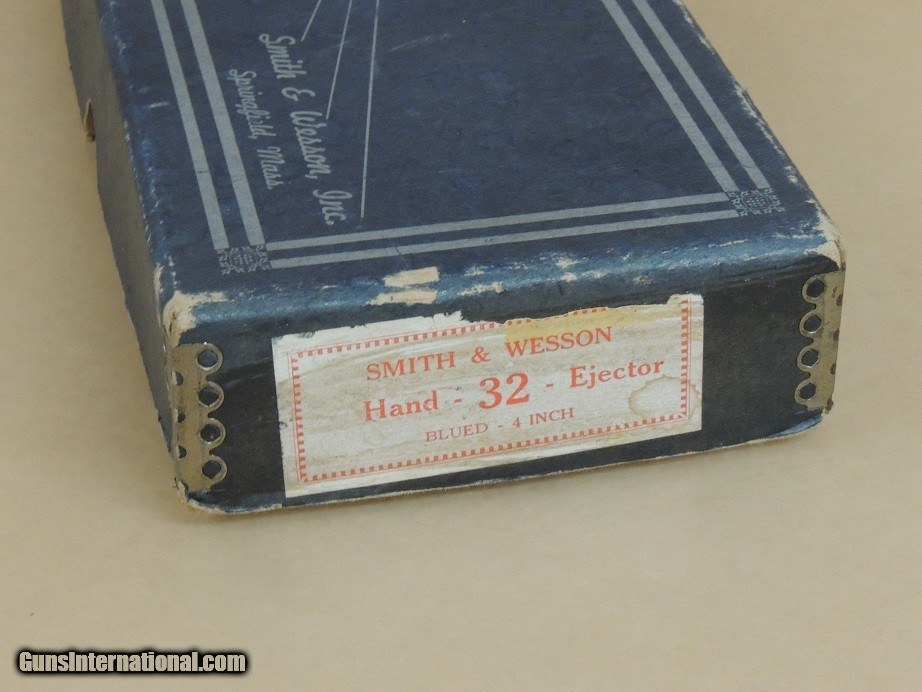 Smith & Wesson, Inc.
Springfield, Mass.
SMITH & WESSON
Hand - 32 - Ejector
BLUED - 4 INCH
GunsInternational.com